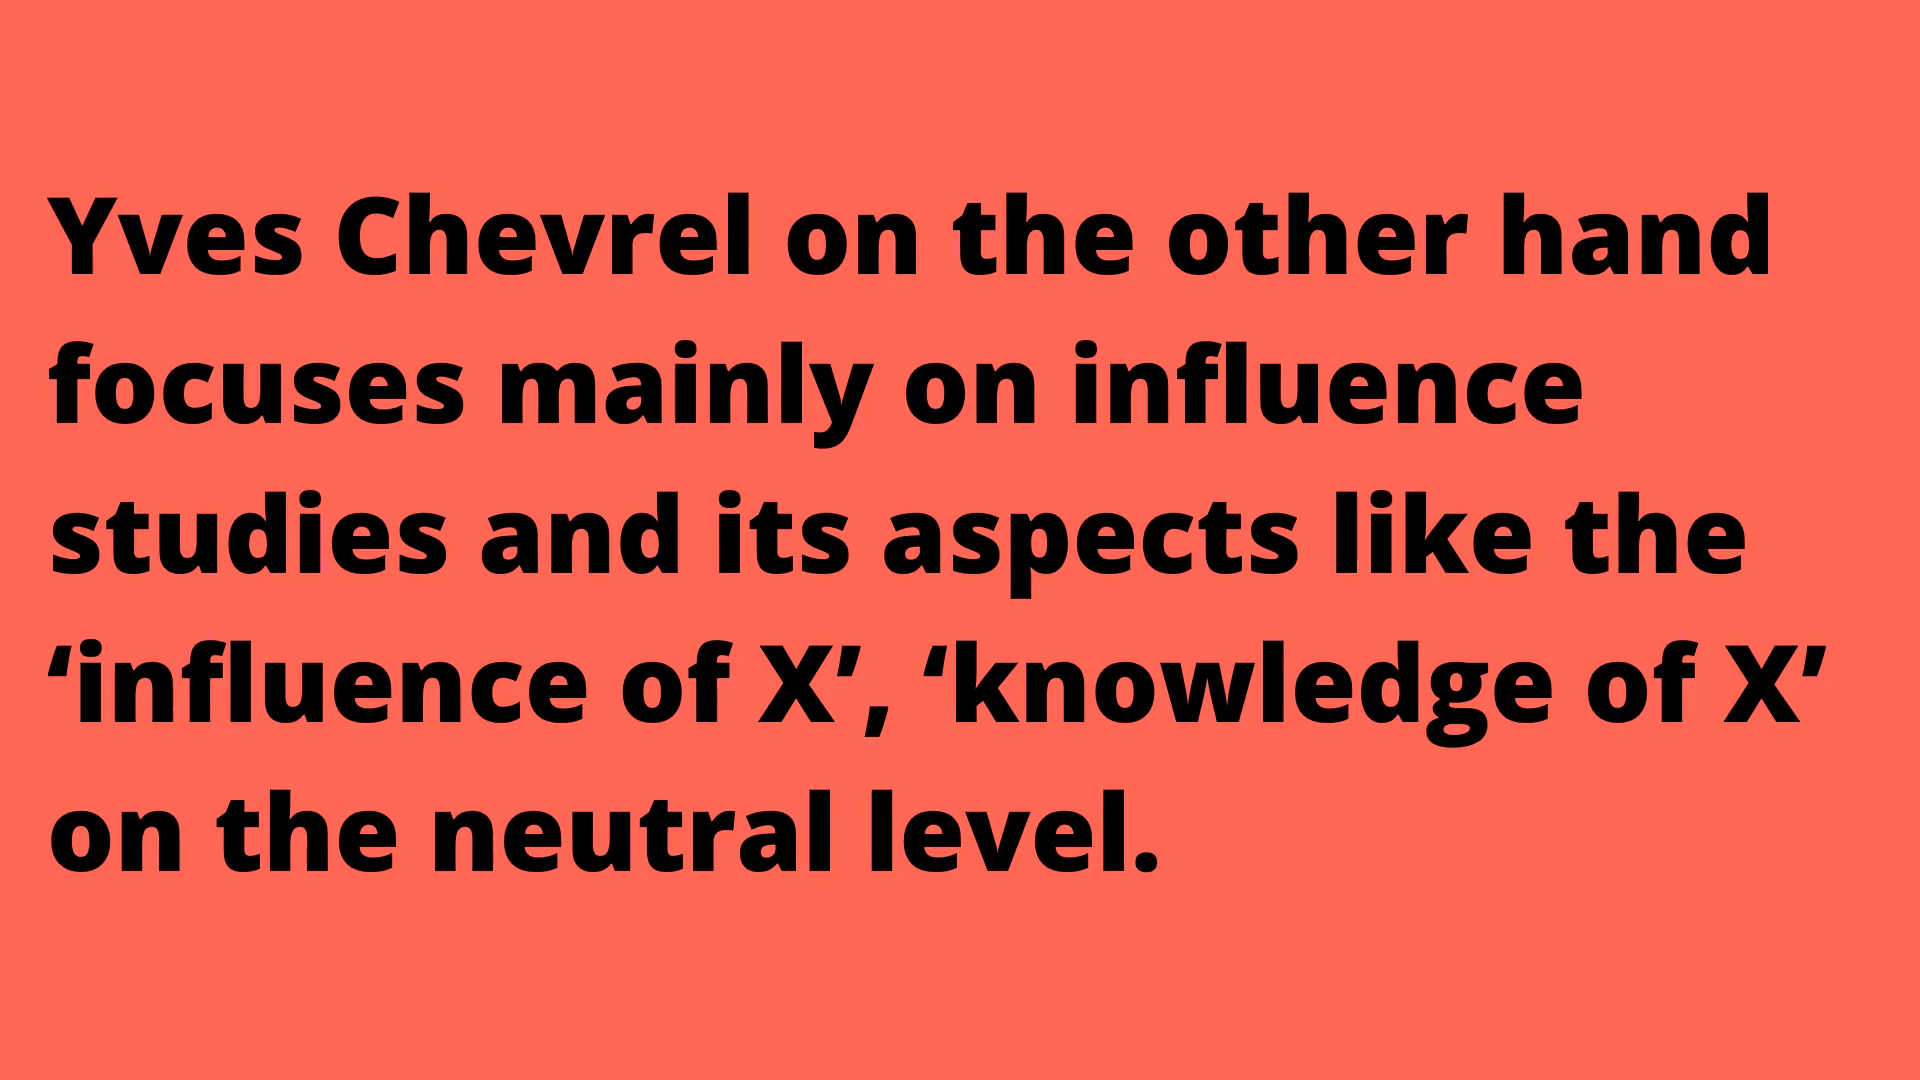 Yves Chevrel on the other hand
focuses mainly on influence
studies and its aspects like the
‘influence of X’, ‘knowledge of X’
on the neutral level.